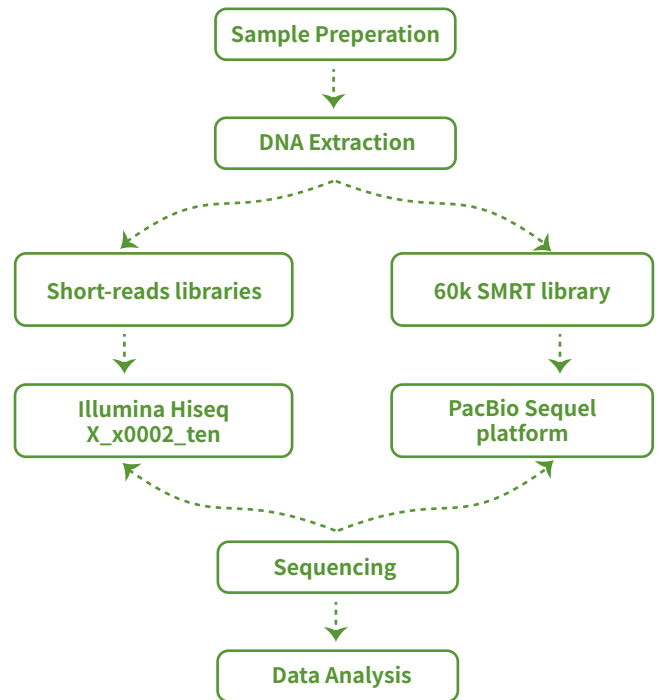 Sample Preperation
DNA Extraction
Short-reads libraries
60k SMRT library
Illumina Hiseq
X_x0002_ten
PacBio Sequel
platform
Sequencing
Data Analysis